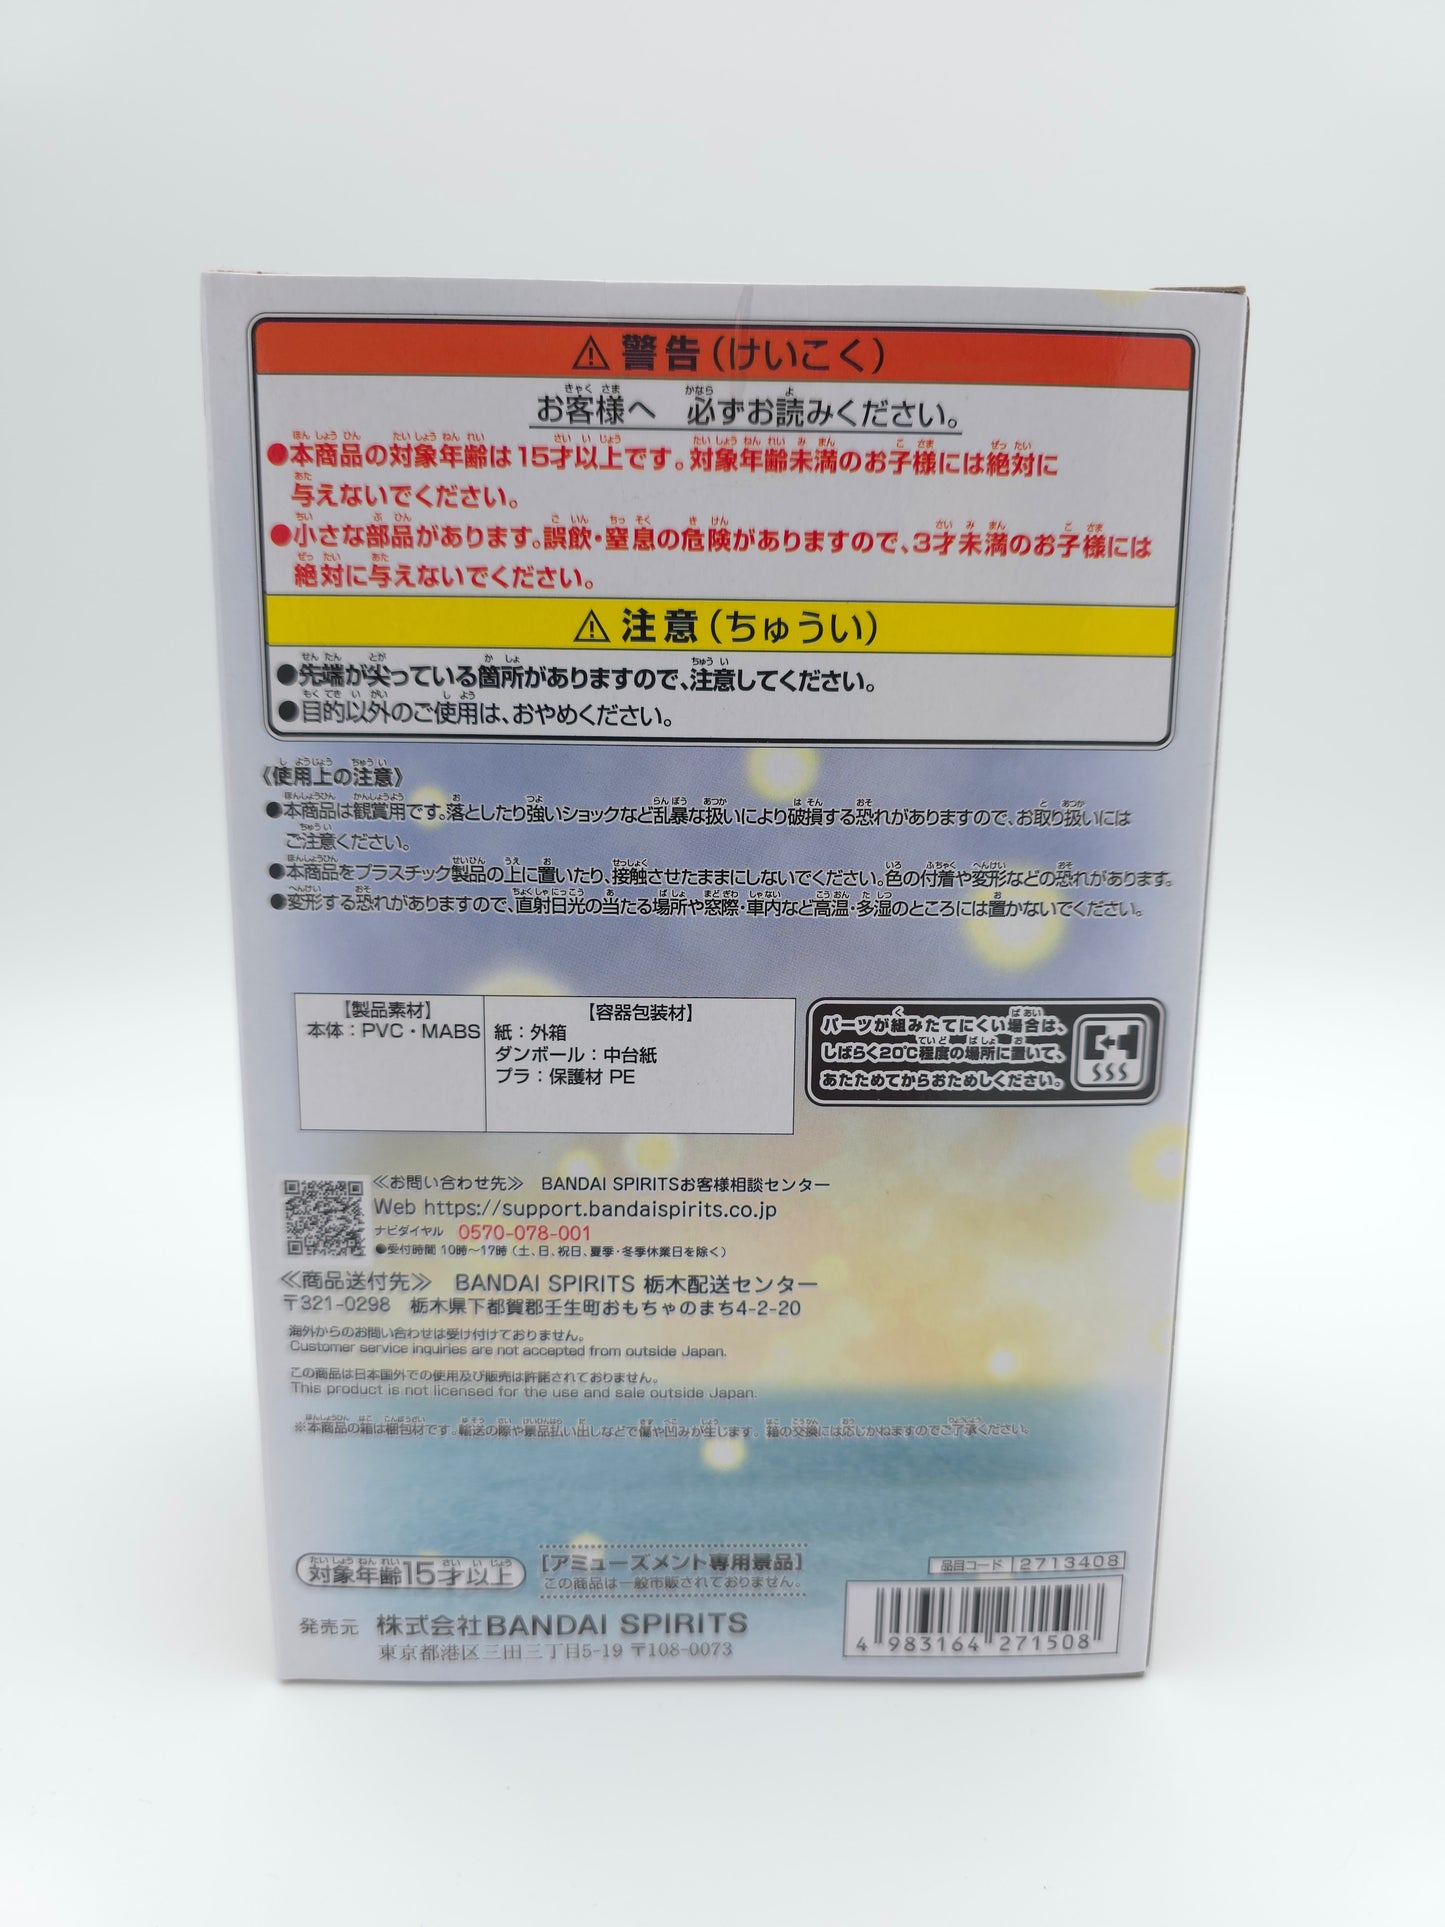 ⚠ 警告(けいこく)
お客様へ 必ずお読みください。
●本商品の対象年齢は15才以上です。対象年齢未満のお子様には絶対に
与えないでください。
●小さな部品があります。誤飲・窒息の危険がありますので、3才未満のお子様には
絶対に与えないでください。
⚠ 注意(ちゅうい)
●先端が尖っている箇所がありますので、注意してください。
●目的以外のご使用は、おやめください。
《使用上の注意》
●本商品は観賞用です。落としたり強いショックなど乱暴な扱いにより破損する恐れがありますので、お取り扱いには
ご注意ください。
●本商品をプラスチック製品の上に置いたり、接触させたままにしないでください。色の付着や変形などの恐れがあります。
●変形する恐れがありますので、直射日光の当たる場所や窓際・車内など高温・多湿のところには置かないでください。
【製品素材】
本体:PVC・MABS
【容器包装材】
紙:外箱
ダンボール:中台紙
プラ:保護材 PE
パーツが組みたてにくい場合は、
しばらく20℃程度の場所に置いて、
あたためてからおためしください。
≪お問い合わせ先≫ BANDAI SPIRITSお客様相談センター
Web https://support.bandaispirits.co.jp
ナビダイヤル 0570-078-001
●受付時間 10時〜17時(土、日、祝日、夏季・冬季休業日を除く)
≪商品送付先≫ BANDAI SPIRITS 栃木配送センター
〒321-0298 栃木県下都賀郡壬生町おもちゃのまち4-2-20
海外からのお問い合わせは受け付けておりません。
Customer service inquiries are not accepted from outside Japan.
この商品は日本国外での使用及び販売は許諾されておりません。
This product is not licensed for the use and sale outside Japan.
※本商品の箱は梱包材です。輸送の際や景品払い出しなどで傷や凹みが生じます。箱の交換には応じかねますのでご了承ください。
対象年齢15才以上
[アミューズメント専用景品]
この商品は一般市販されておりません。
品目コード 2713408
発売元 株式会社BANDAI SPIRITS
東京都港区三田三丁目5-19 〒108-0073
4 983164 271508